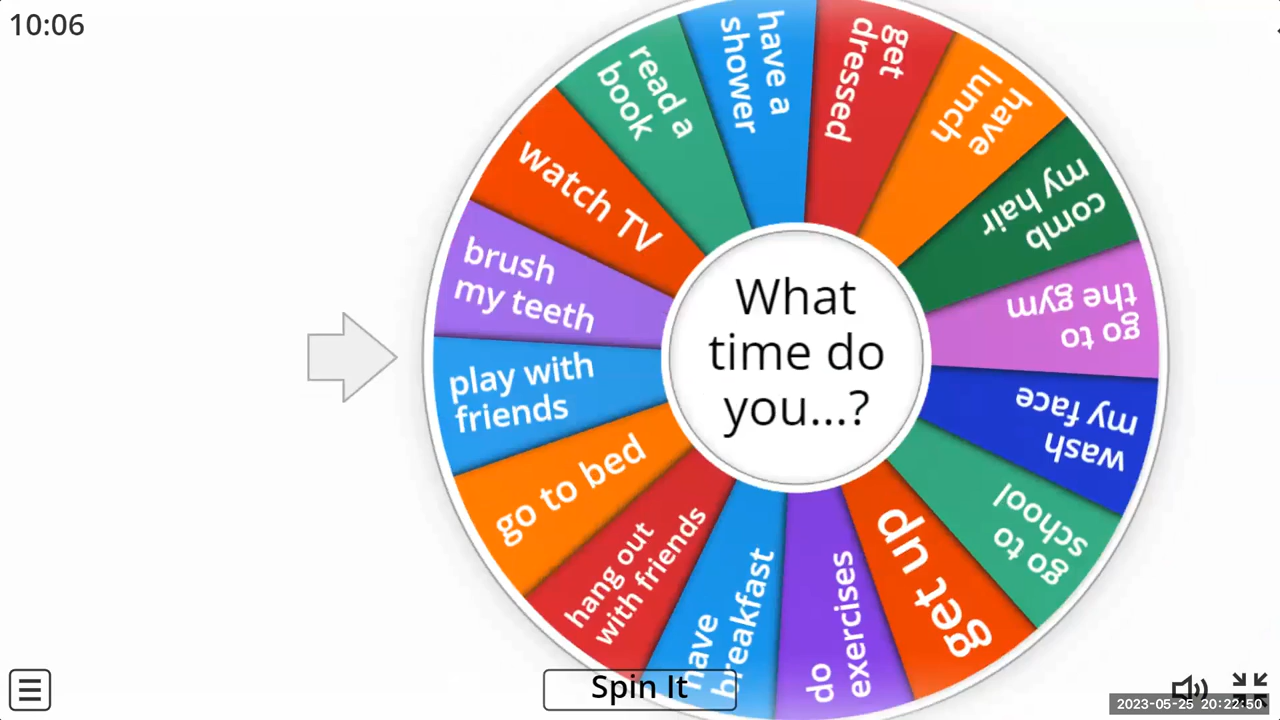 10:06
What
time do
you...?
have a
shower
get
dressed
have
lunch
comb
my hair
go to
the gym
wash
my face
go to
school
get up
do
exercises
have
breakfast
hang out
with friends
go to bed
play with
friends
brush
my teeth
watch TV
read a
book
Spin It
2023-05-25 20:22:50